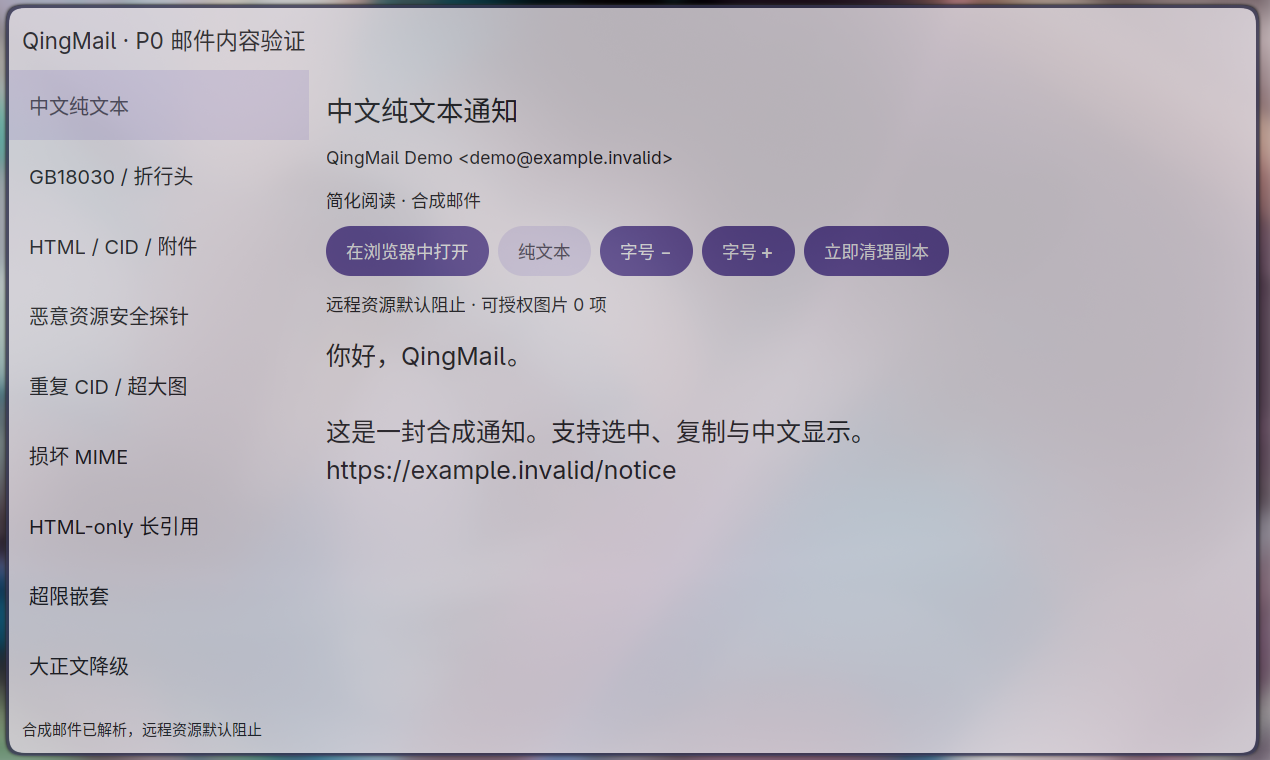 QingMail · P0 邮件内容验证
中文纯文本
GB18030 / 折行头
HTML / CID / 附件
恶意资源安全探针
重复 CID / 超大图
损坏 MIME
HTML-only 长引用
超限嵌套
大正文降级
合成邮件已解析，远程资源默认阻止
中文纯文本通知
QingMail Demo <demo@example.invalid>
简化阅读 · 合成邮件
在浏览器中打开 纯文本 字号 − 字号 + 立即清理副本
远程资源默认阻止 · 可授权图片 0 项
你好，QingMail。
这是一封合成通知。支持选中、复制与中文显示。
https://example.invalid/notice